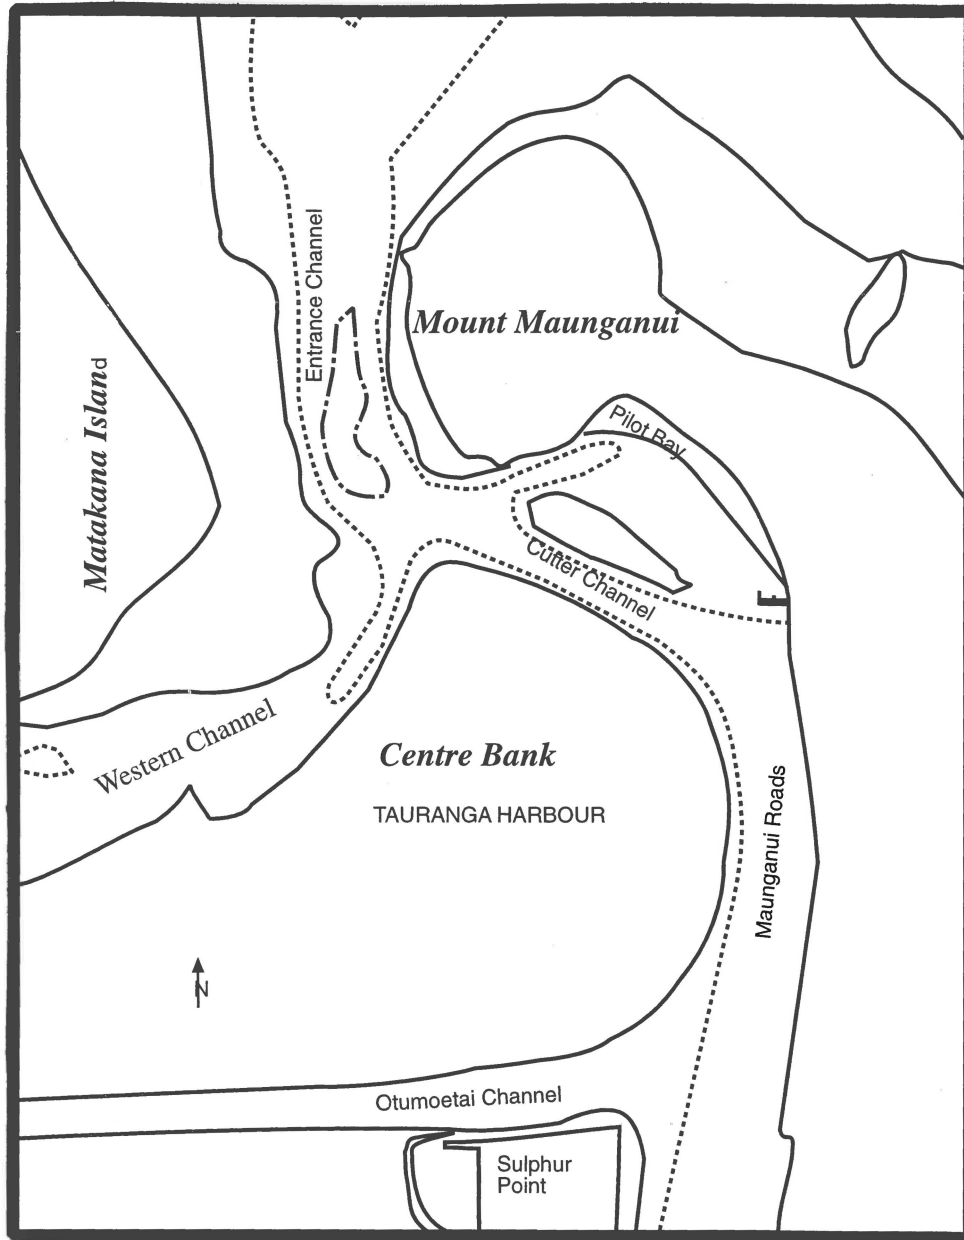 Entrance Channel
Mount Maunganui
Matakana Island
Pilot Bay
Cutter Channel
Western Channel
Centre Bank
TAURANGA HARBOUR
Maunganui Roads
N
Otumoetai Channel
Sulphur
Point